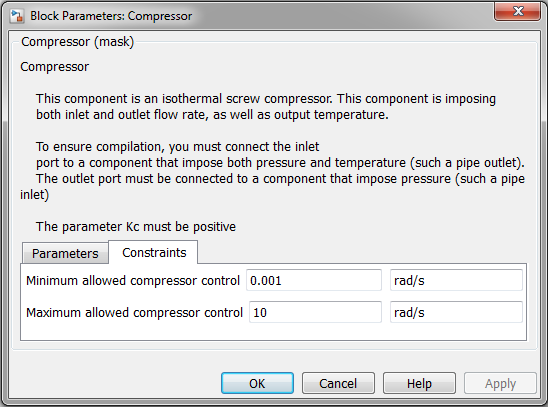 Block Parameters: Compressor
Compressor (mask)
Compressor
This component is an isothermal screw compressor. This component is imposing
both inlet and outlet flow rate, as well as output temperature.
To ensure compilation, you must connect the inlet
port to a component that impose both pressure and temperature (such a pipe outlet).
The outlet port must be connected to a component that impose pressure (such a pipe
inlet)
The parameter Kc must be positive
Parameters Constraints
Minimum allowed compressor control 0.001 rad/s
Maximum allowed compressor control 10 rad/s
OK Cancel Help Apply